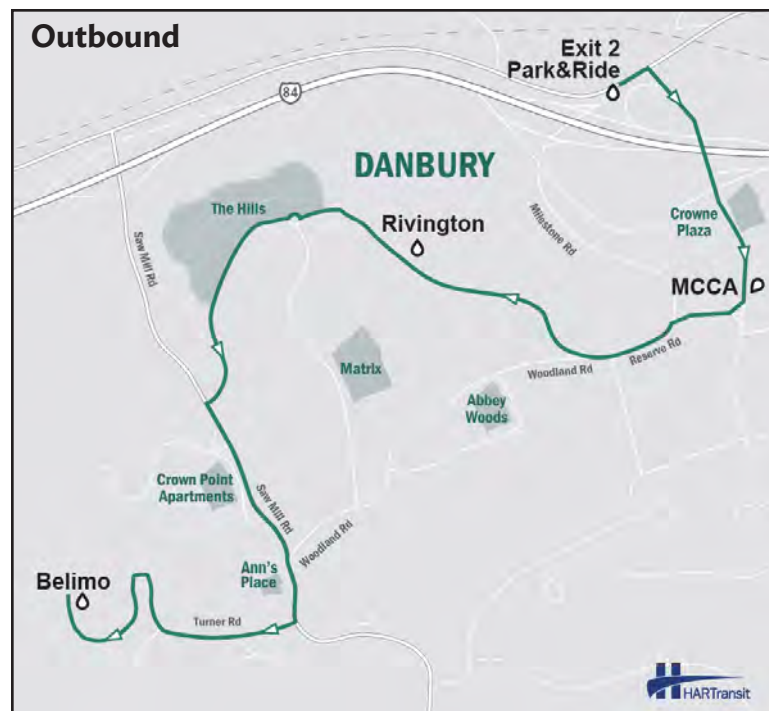 Outbound
Exit 2
Park&Ride
84
DANBURY
The Hills
Rivington
Milestone Rd
Crowne
Plaza
Saw Mill Rd
MCCA
Matrix
Woodland Rd
Reserve Rd
Abbey
Woods
Crown Point
Apartments
Saw Mill Rd
Woodland Rd
Ann's
Place
Belimo
Turner Rd
HARTransit